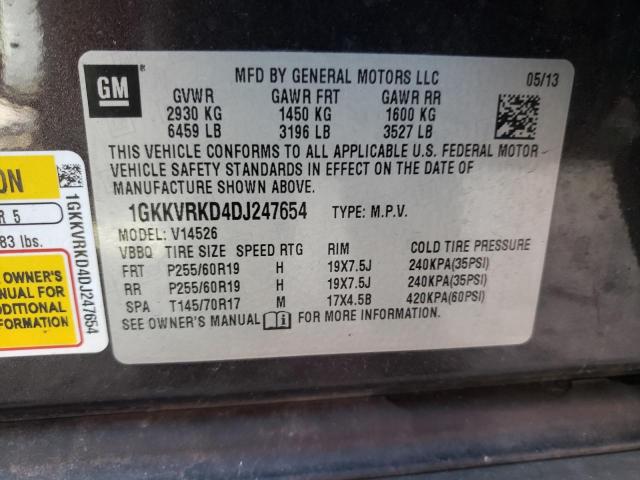 GM
MFD BY GENERAL MOTORS LLC 05/13
GVWR GAWR FRT GAWR RR
2930 KG 1450 KG 1600 KG
6459 LB 3196 LB 3527 LB
THIS VEHICLE CONFORMS TO ALL APPLICABLE U.S. FEDERAL MOTOR
VEHICLE SAFETY STANDARDS IN EFFECT ON THE DATE OF
MANUFACTURE SHOWN ABOVE.
1GKKVRKD4DJ247654 TYPE: M.P.V.
MODEL: V14526
VBBQ TIRE SIZE SPEED RTG RIM COLD TIRE PRESSURE
FRT P255/60R19 H 19X7.5J 240KPA(35PSI)
RR P255/60R19 H 19X7.5J 240KPA(35PSI)
SPA T145/70R17 M 17X4.5B 420KPA(60PSI)
SEE OWNER'S MANUAL FOR MORE INFORMATION.
ON
R 5
83 lbs.
OWNER'S
NUAL FOR
DITIONAL
FORMATION
1GKKVRKD4DJ247654